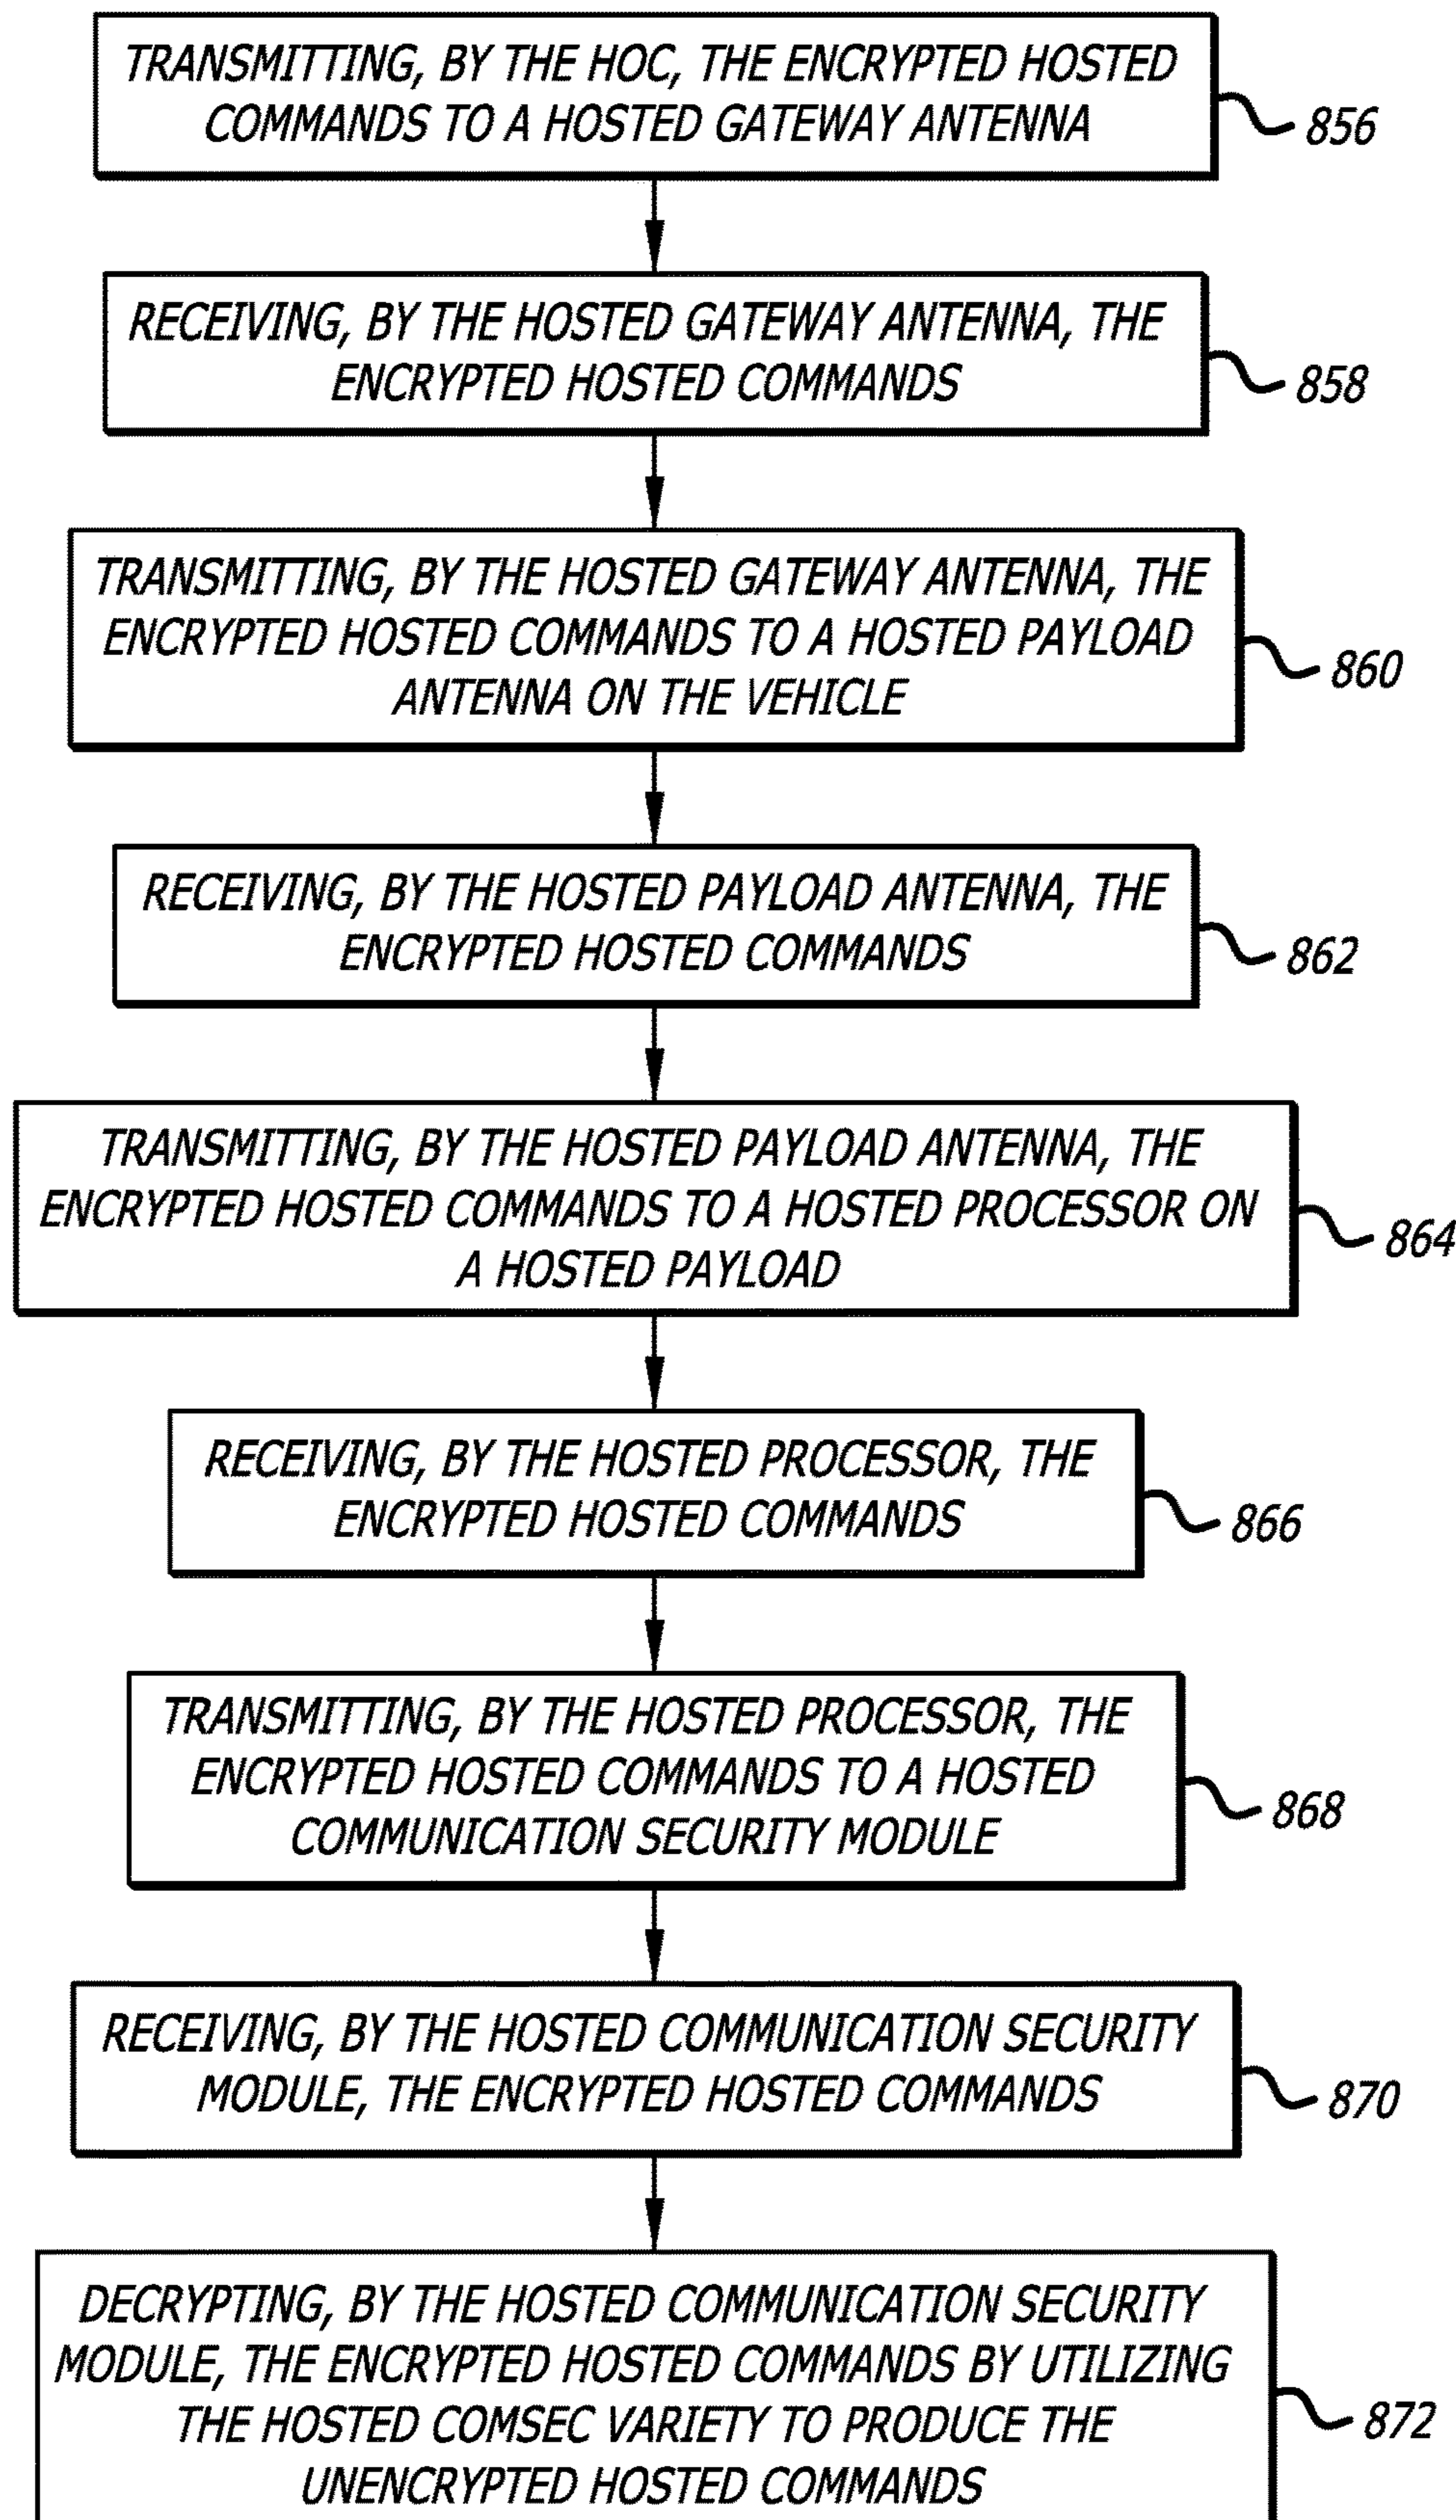 TRANSMITTING, BY THE HOC, THE ENCRYPTED HOSTED
COMMANDS TO A HOSTED GATEWAY ANTENNA
856
RECEIVING, BY THE HOSTED GATEWAY ANTENNA, THE
ENCRYPTED HOSTED COMMANDS
858
TRANSMITTING, BY THE HOSTED GATEWAY ANTENNA, THE
ENCRYPTED HOSTED COMMANDS TO A HOSTED PAYLOAD
ANTENNA ON THE VEHICLE
860
RECEIVING, BY THE HOSTED PAYLOAD ANTENNA, THE
ENCRYPTED HOSTED COMMANDS
862
TRANSMITTING, BY THE HOSTED PAYLOAD ANTENNA, THE
ENCRYPTED HOSTED COMMANDS TO A HOSTED PROCESSOR ON
A HOSTED PAYLOAD
864
RECEIVING, BY THE HOSTED PROCESSOR, THE
ENCRYPTED HOSTED COMMANDS
866
TRANSMITTING, BY THE HOSTED PROCESSOR, THE
ENCRYPTED HOSTED COMMANDS TO A HOSTED
COMMUNICATION SECURITY MODULE
868
RECEIVING, BY THE HOSTED COMMUNICATION SECURITY
MODULE, THE ENCRYPTED HOSTED COMMANDS
870
DECRYPTING, BY THE HOSTED COMMUNICATION SECURITY
MODULE, THE ENCRYPTED HOSTED COMMANDS BY UTILIZING
THE HOSTED COMSEC VARIETY TO PRODUCE THE
UNENCRYPTED HOSTED COMMANDS
872